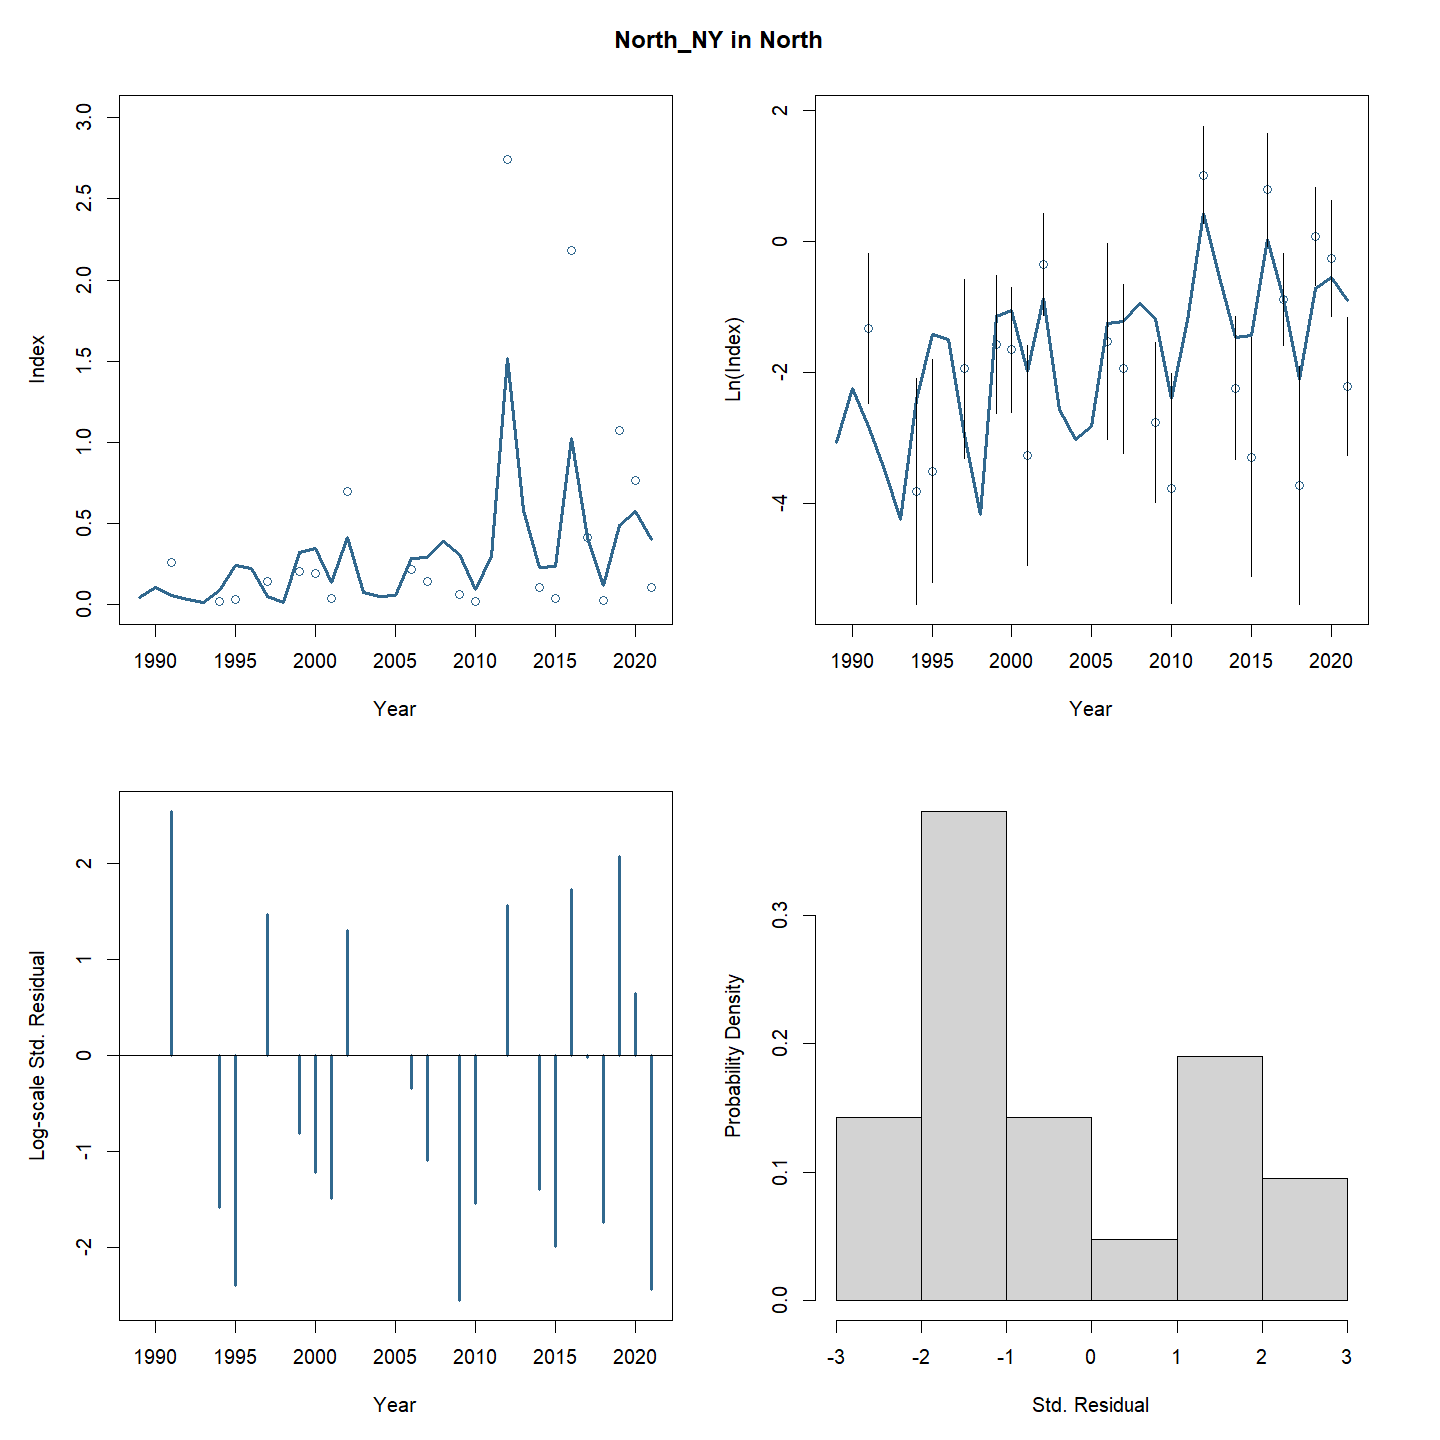 North_NY in North
3.0
2.5
2.0
1.5
1.0
0.5
0.0
Index
1990 1995 2000 2005 2010 2015 2020
Year
2
0
-2
-4
Ln(Index)
1990 1995 2000 2005 2010 2015 2020
Year
2
1
0
-1
-2
Log-scale Std. Residual
1990 1995 2000 2005 2010 2015 2020
Year
0.3
0.2
0.1
0.0
Probability Density
-3 -2 -1 0 1 2 3
Std. Residual